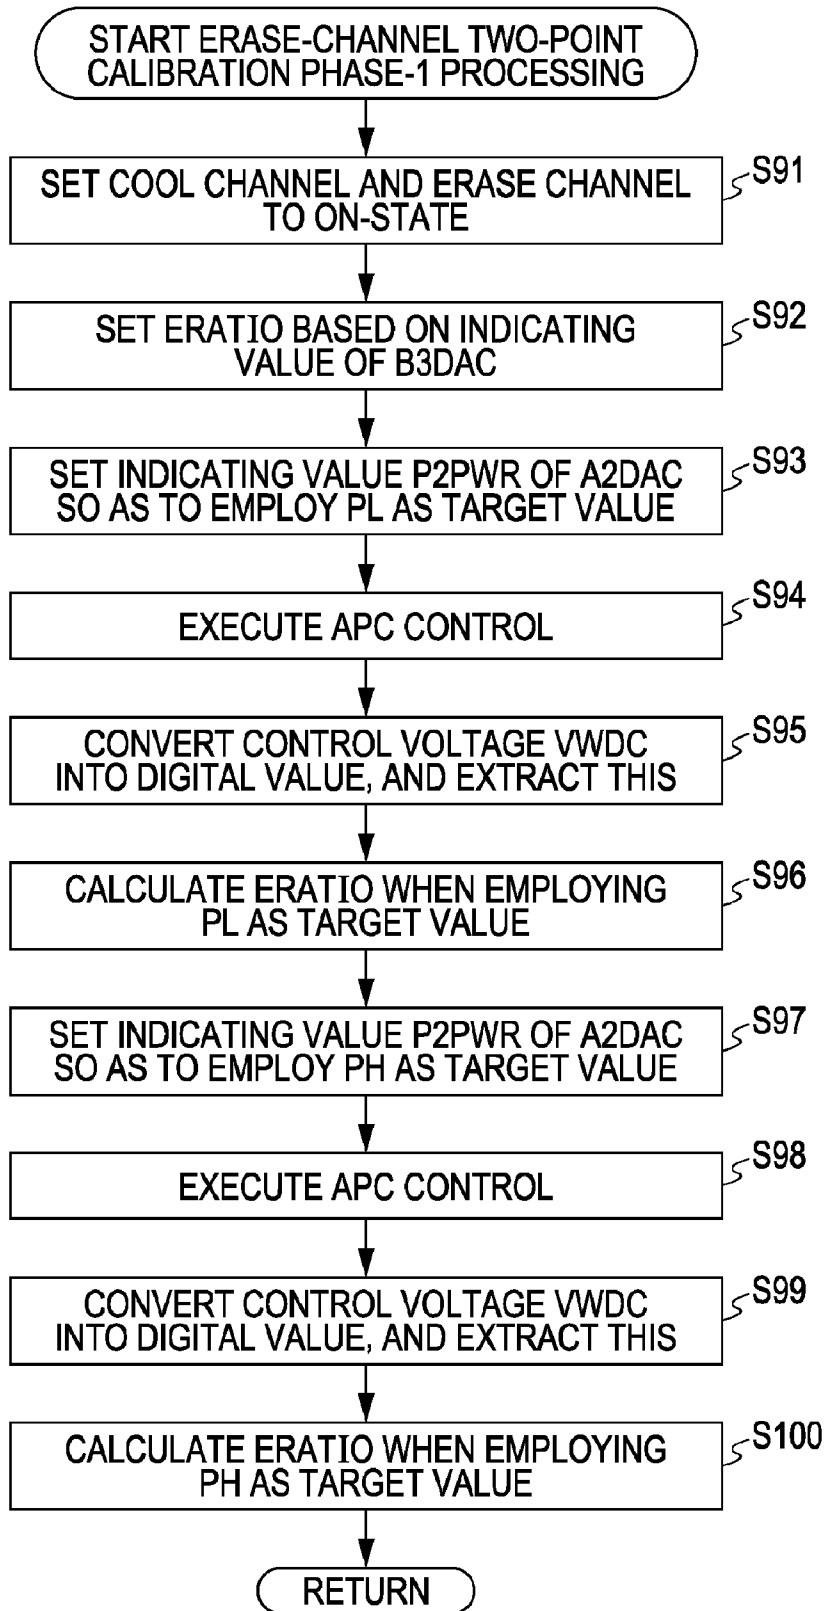 START ERASE-CHANNEL TWO-POINT
CALIBRATION PHASE-1 PROCESSING
S91
SET COOL CHANNEL AND ERASE CHANNEL
TO ON-STATE
S92
SET ERATIO BASED ON INDICATING
VALUE OF B3DAC
S93
SET INDICATING VALUE P2PWR OF A2DAC
SO AS TO EMPLOY PL AS TARGET VALUE
S94
EXECUTE APC CONTROL
S95
CONVERT CONTROL VOLTAGE VWDC
INTO DIGITAL VALUE, AND EXTRACT THIS
S96
CALCULATE ERATIO WHEN EMPLOYING
PL AS TARGET VALUE
S97
SET INDICATING VALUE P2PWR OF A2DAC
SO AS TO EMPLOY PH AS TARGET VALUE
S98
EXECUTE APC CONTROL
S99
CONVERT CONTROL VOLTAGE VWDC
INTO DIGITAL VALUE, AND EXTRACT THIS
S100
CALCULATE ERATIO WHEN EMPLOYING
PH AS TARGET VALUE
RETURN